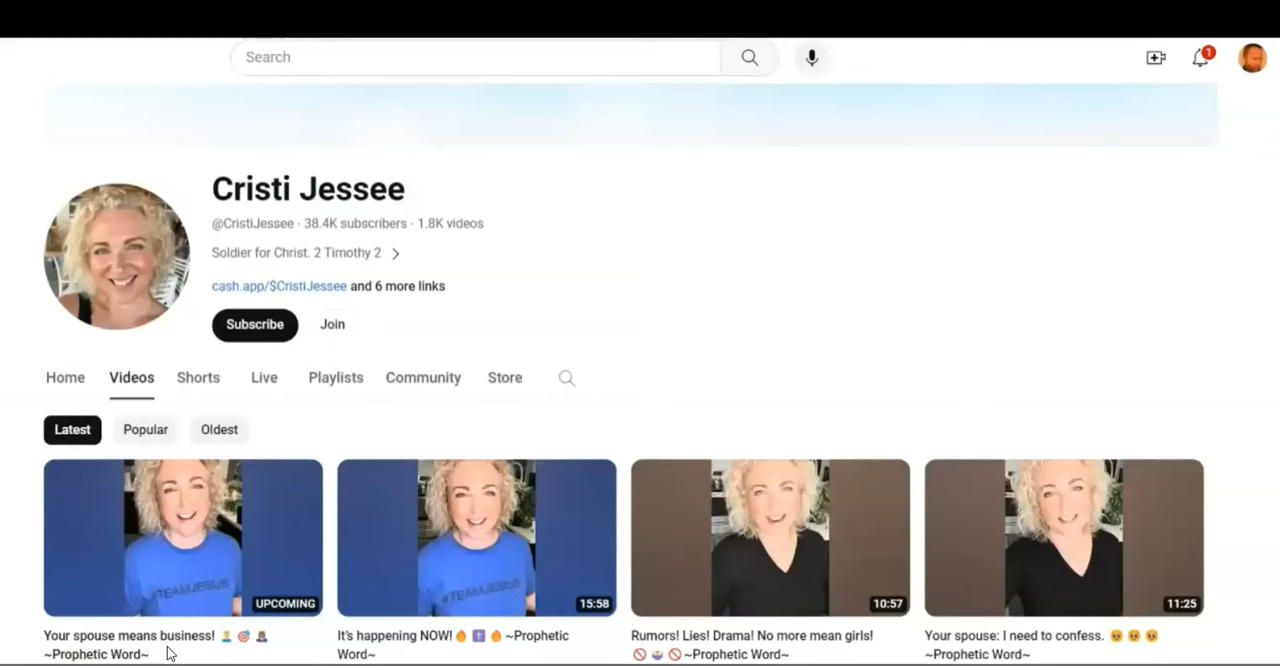 Search
1
Cristi Jessee
@CristiJessee · 38.4K subscribers · 1.8K videos
Soldier for Christ. 2 Timothy 2
cash.app/$CristiJessee and 6 more links
Subscribe Join
Home Videos Shorts Live Playlists Community Store
Latest Popular Oldest
#TEAMJESUS #TEAMJESUS
UPCOMING 15:58 10:57 11:25
Your spouse means business!
~Prophetic Word~
It's happening NOW! ~Prophetic
Word~
Rumors! Lies! Drama! No more mean girls!
~Prophetic Word~
Your spouse: I need to confess.
~Prophetic Word~